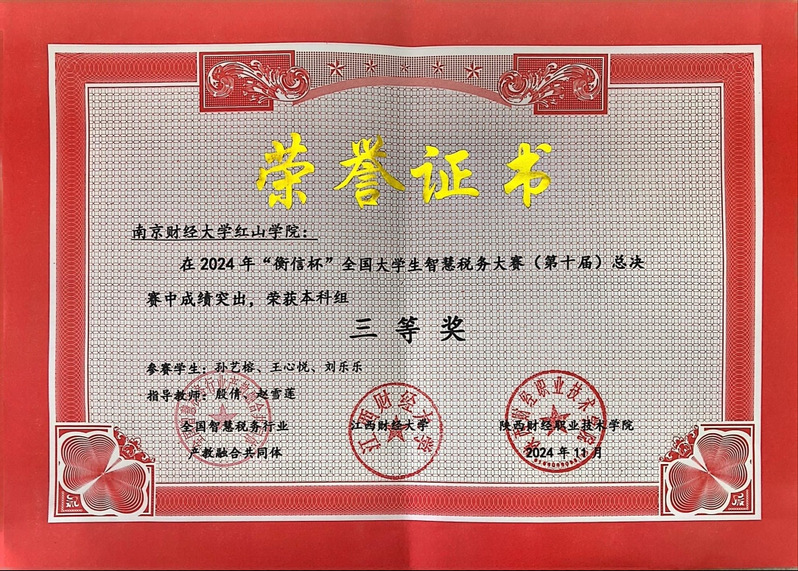 荣誉证书
南京财经大学红山学院：
在2024年“衡信杯”全国大学生智慧税务大赛（第十届）总决
赛中成绩突出，荣获本科组
三等奖
参赛学生：孙艺榕、王心悦、刘乐乐
指导教师：殷倩、赵雪莲
全国智慧税务行业 江西财经大学 陕西财经职业技术学院
产教融合共同体 2024年11月
江西财经大学